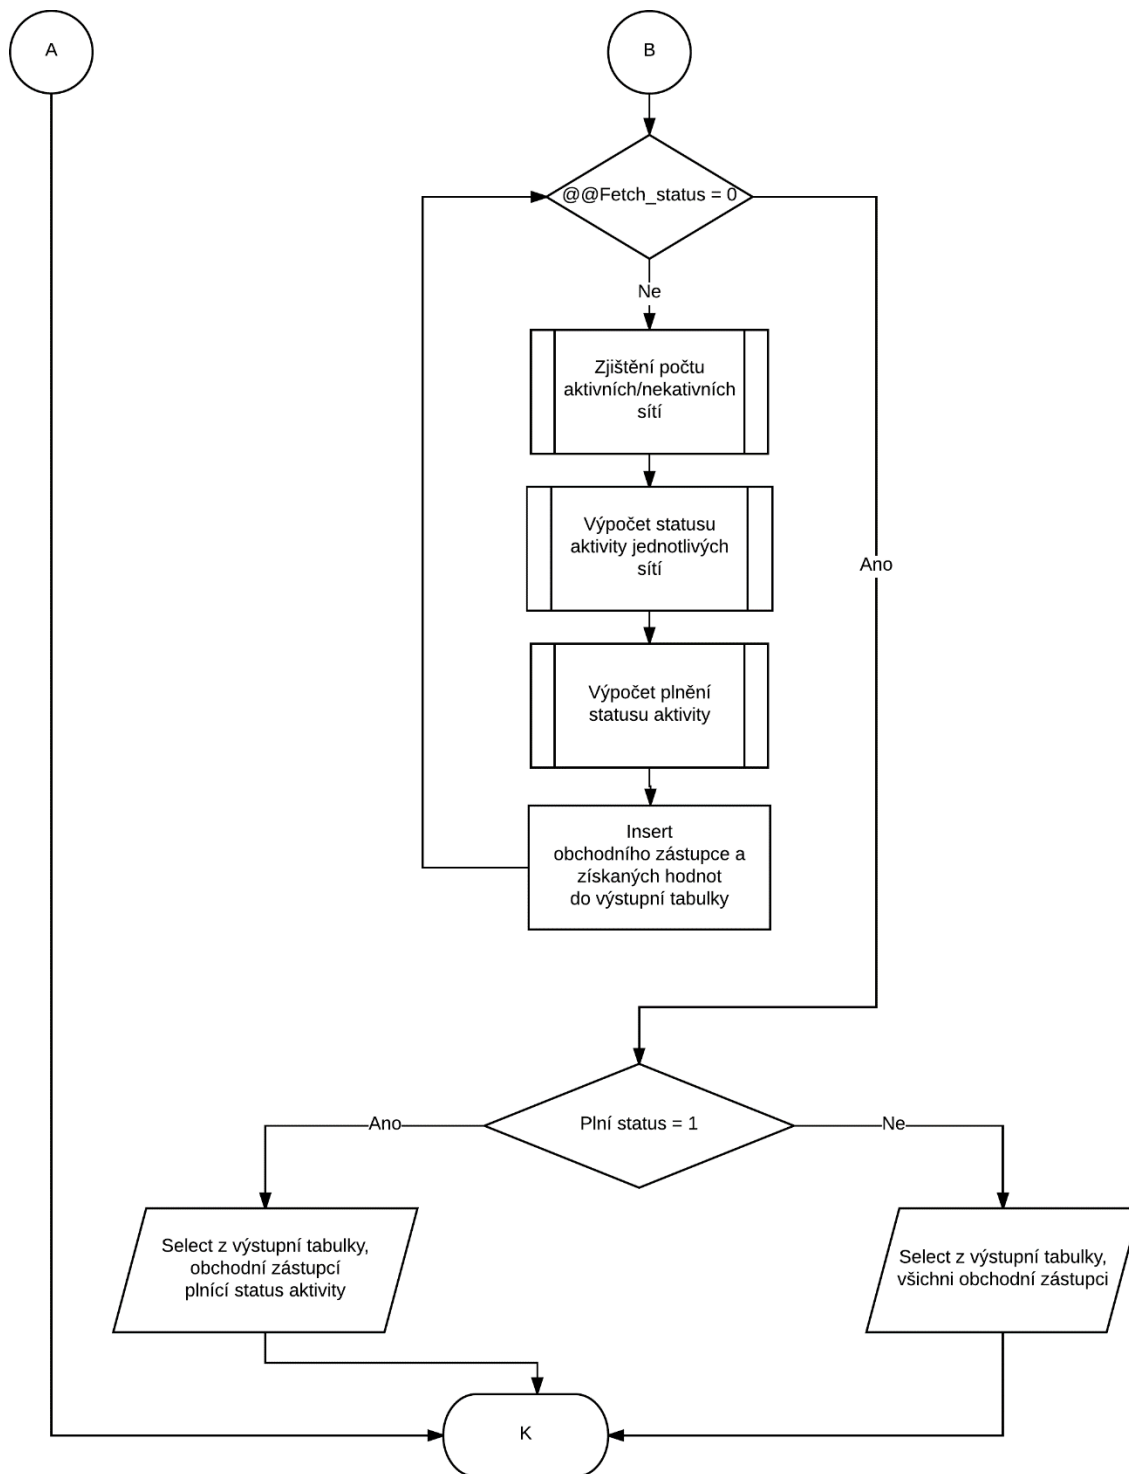 A
B
@@Fetch_status = 0
Ne
Zjištění počtu
aktivních/nekativních
sítí
Výpočet statusu
aktivity jednotlivých
sítí
Ano
Výpočet plnění
statusu aktivity
Insert
obchodního zástupce a
získaných hodnot
do výstupní tabulky
Plní status = 1
Ano
Ne
Select z výstupní tabulky,
obchodní zástupcí
plnící status aktivity
Select z výstupní tabulky,
všichni obchodní zástupci
K